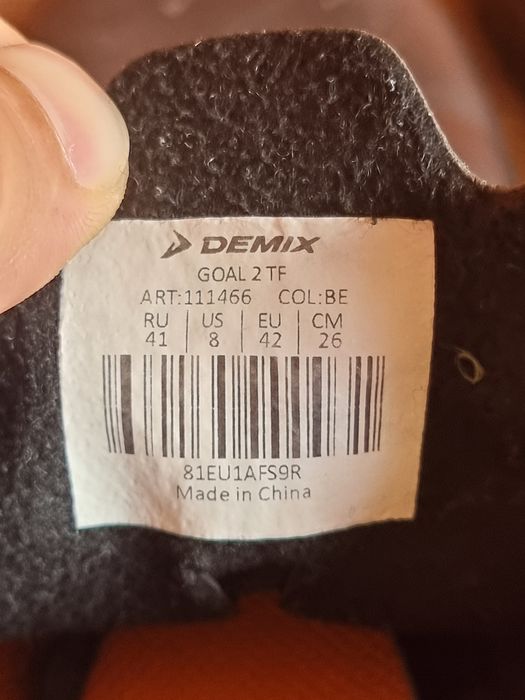 DEMIX
GOAL 2 TF
ART:111466 COL:BE
RU US EU CM
41 8 42 26
81EU1AFS9R
Made in China